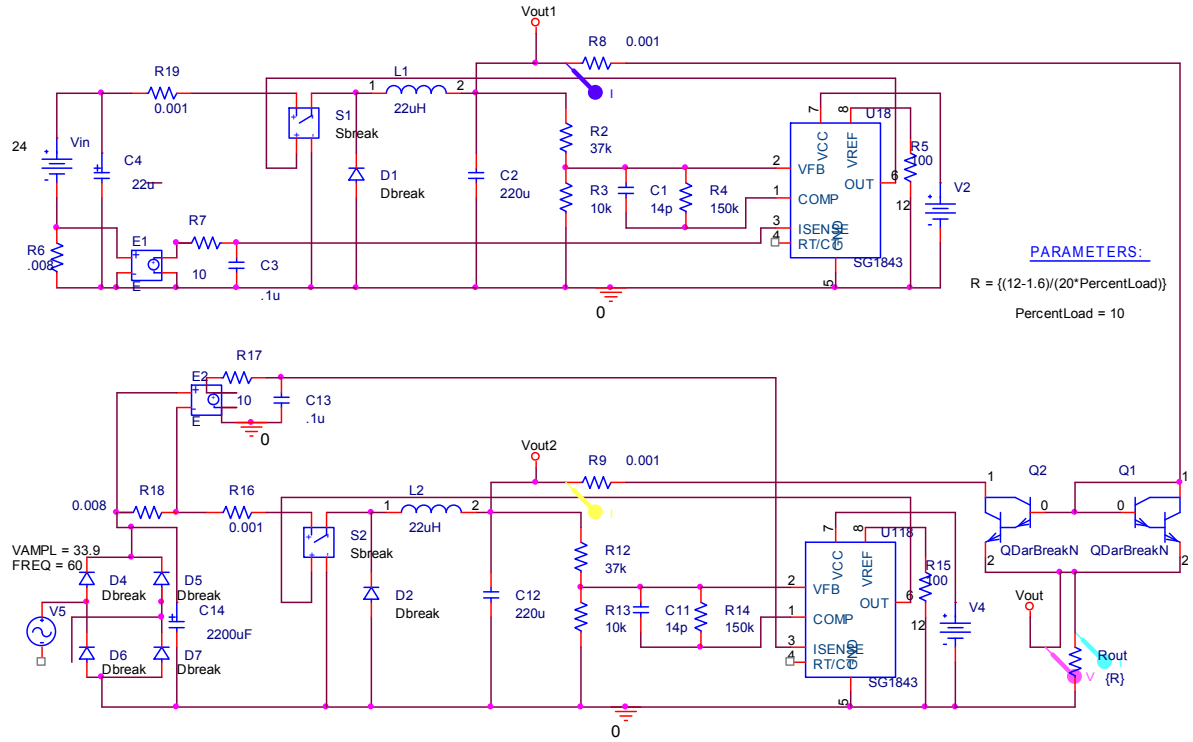 Vout1
R8 0.001
R19
0.001
L1
1 2
22uH
I
S1
Sbreak
24
Vin
C4
22u
D1
Dbreak
C2
220u
R2
37k
R3
10k
C1
14p
R4
150k
7
8
U18
VCC
VREF
2
VFB
1
COMP
3
ISENSE
4
RT/CT
GND
OUT
6
5
SG1843
R5
100
12
V2
R6
.008
E1
E
R7
10
C3
.1u
0
PARAMETERS:
R = {(12-1.6)/(20*PercentLoad)}
PercentLoad = 10
R17
E2
10
E
C13
.1u
0
Vout2
R9 0.001
L2
1 2
22uH
I
0.008
R18
R16
0.001
S2
Sbreak
VAMPL = 33.9
FREQ = 60
D4
Dbreak
D5
Dbreak
V5
C14
2200uF
D6
Dbreak
D7
Dbreak
D2
Dbreak
C12
220u
R12
37k
R13
10k
C11
14p
R14
150k
7
8
U118
VCC
VREF
2
VFB
1
COMP
3
ISENSE
4
RT/CT
GND
OUT
6
5
SG1843
R15
100
12
V4
0
1 Q2 Q1 1
0 0
QDarBreakN QDarBreakN
2 2
Vout
Rout
{R}
V